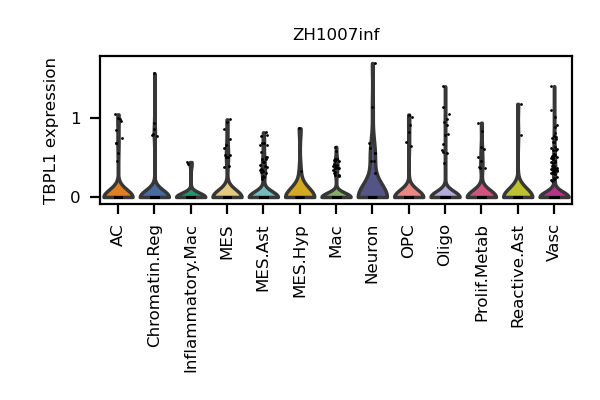 ZH1007inf
TBPL1 expression
1
0
AC
Chromatin.Reg
Inflammatory.Mac
MES
MES.Ast
MES.Hyp
Mac
Neuron
OPC
Oligo
Prolif.Metab
Reactive.Ast
Vasc